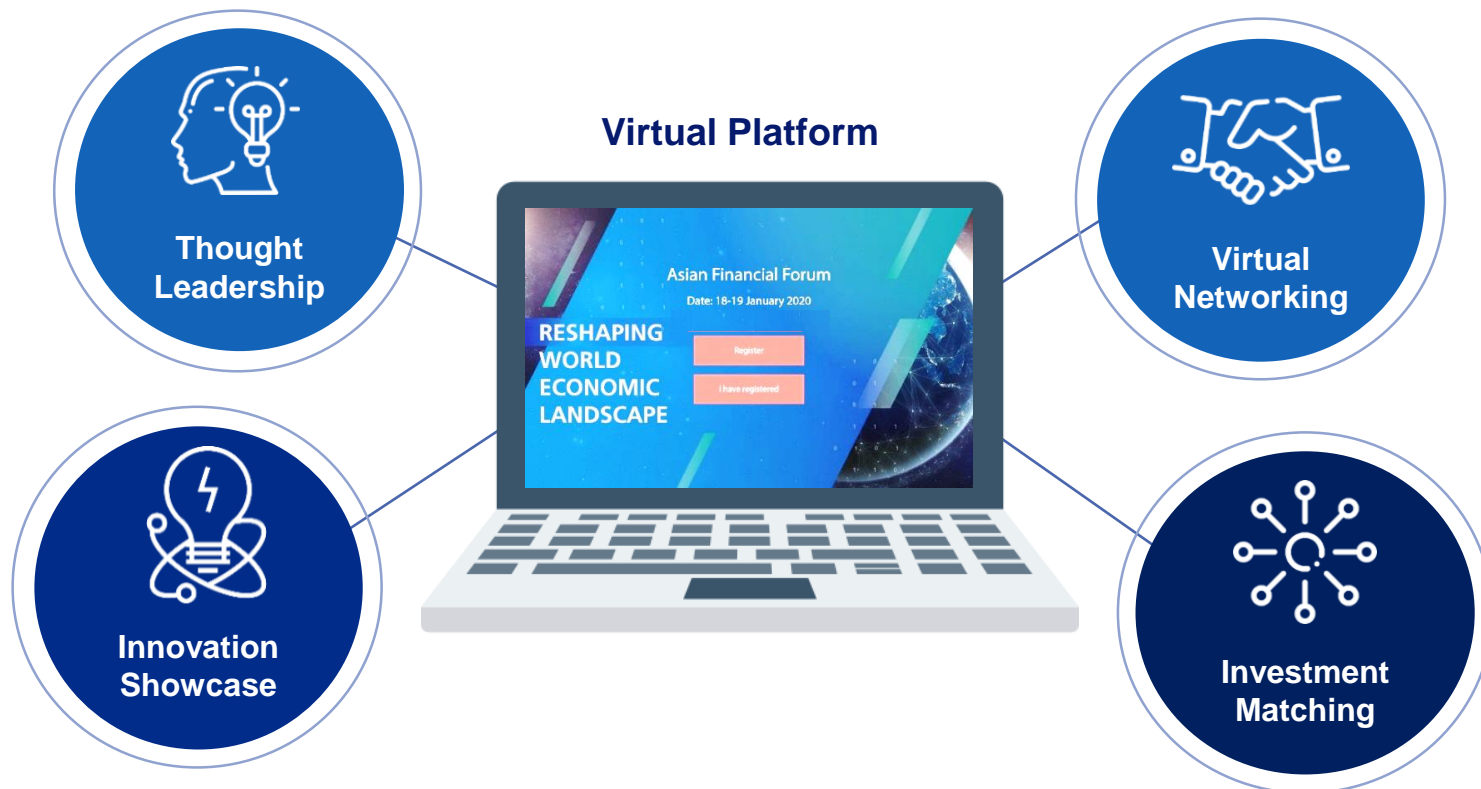 Virtual Platform
Thought
Leadership
Virtual
Networking
Asian Financial Forum
Date: 18-19 January 2020
RESHAPING
WORLD
ECONOMIC
LANDSCAPE
Register
I have registered
Innovation
Showcase
Investment
Matching